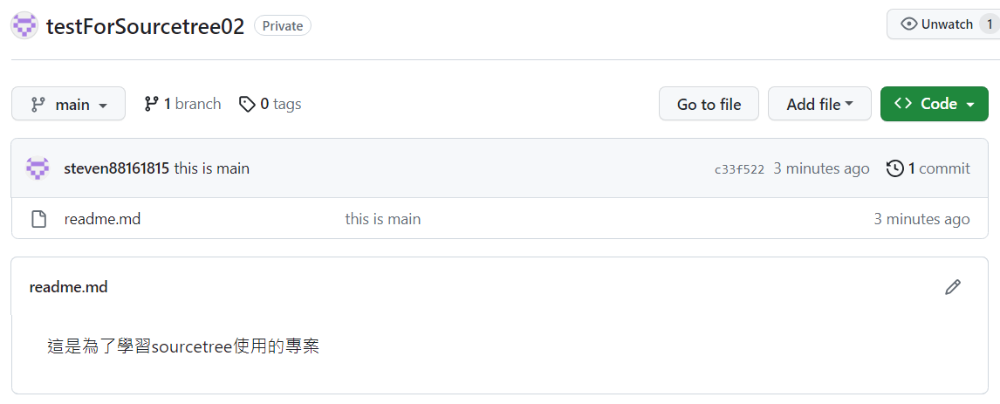 testForSourcetree02 Private Unwatch 1
main 1 branch 0 tags Go to file Add file <> Code
steven88161815 this is main c33f522 3 minutes ago 1 commit
readme.md this is main 3 minutes ago
readme.md
這是為了學習sourcetree使用的專案